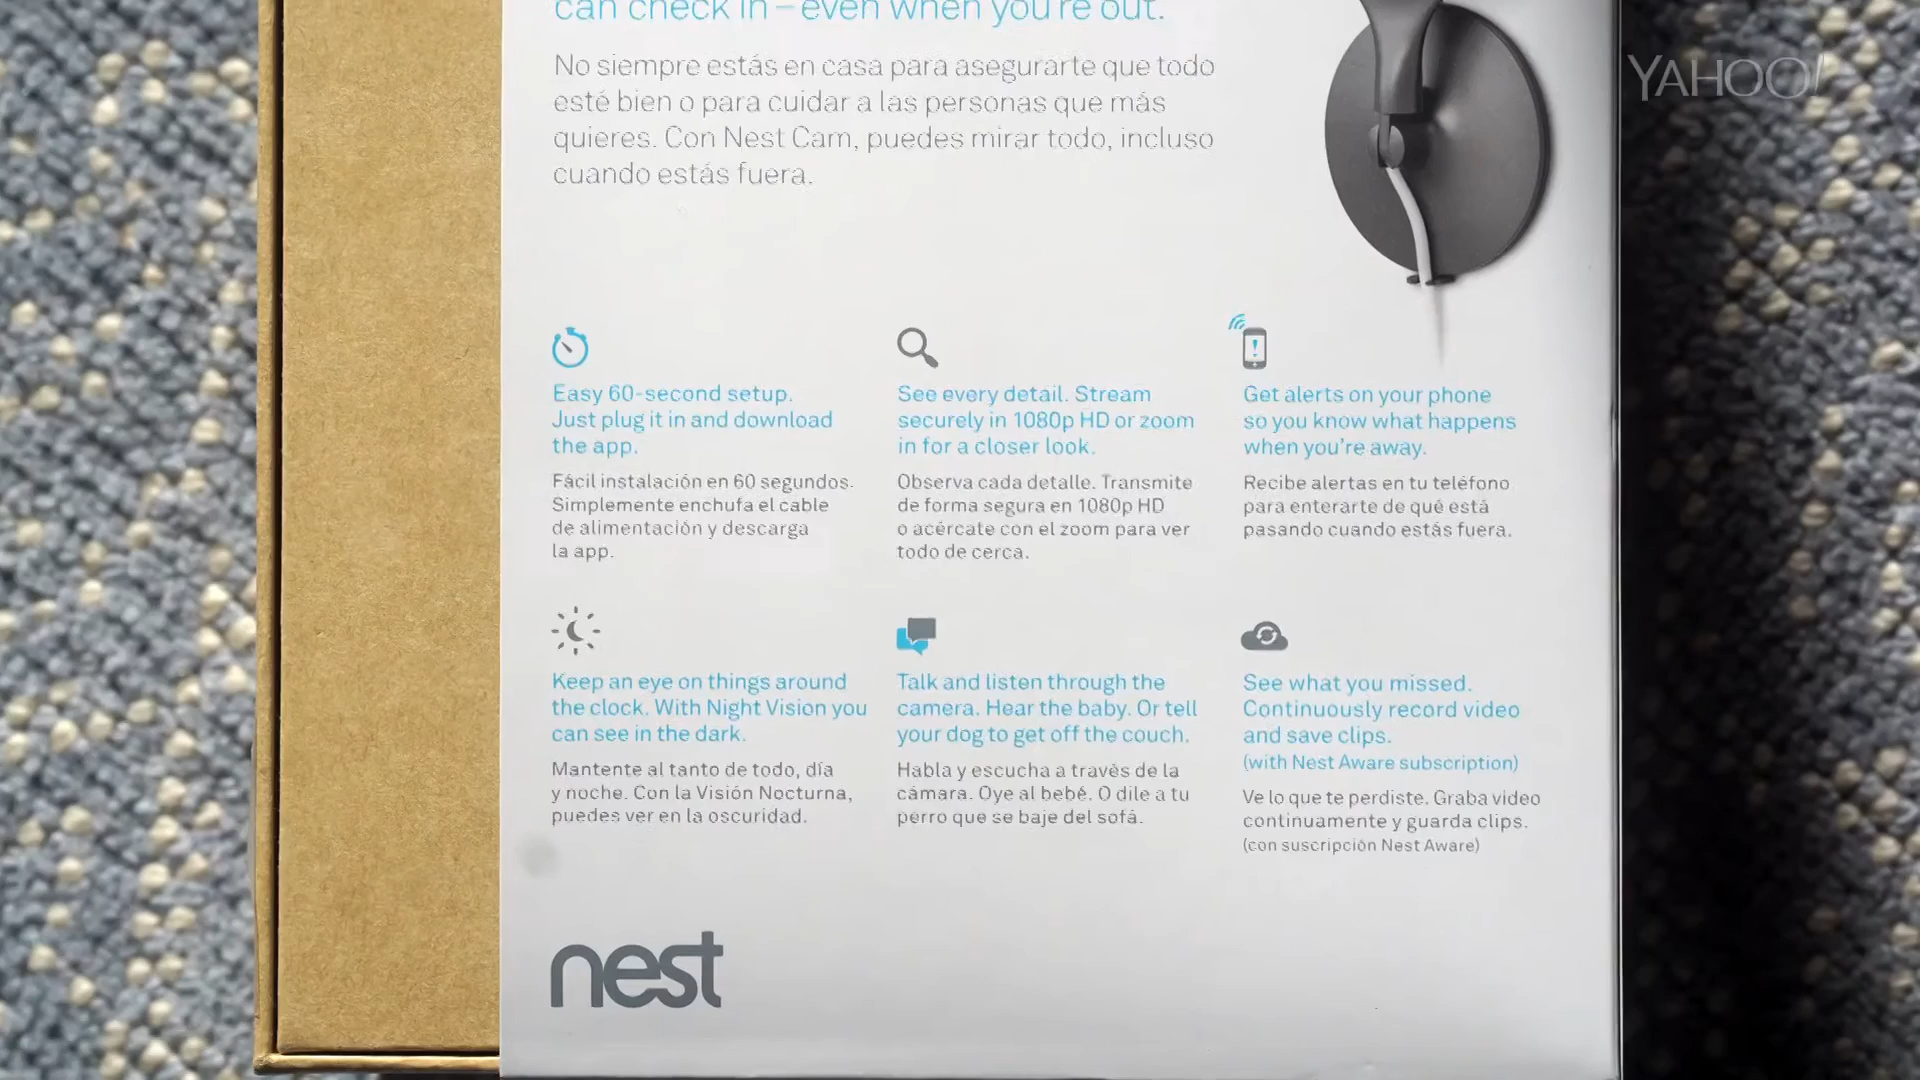 can check in – even when you're out.
No siempre estás en casa para asegurarte que todo
esté bien o para cuidar a las personas que más
quieres. Con Nest Cam, puedes mirar todo, incluso
cuando estás fuera.
YAHOO!
Easy 60-second setup.
Just plug it in and download
the app.
Fácil instalación en 60 segundos.
Simplemente enchufa el cable
de alimentación y descarga
la app.
See every detail. Stream
securely in 1080p HD or zoom
in for a closer look.
Observa cada detalle. Transmite
de forma segura en 1080p HD
o acércate con el zoom para ver
todo de cerca.
Get alerts on your phone
so you know what happens
when you're away.
Recibe alertas en tu teléfono
para enterarte de qué está
pasando cuando estás fuera.
Keep an eye on things around
the clock. With Night Vision you
can see in the dark.
Mantente al tanto de todo, día
y noche. Con la Visión Nocturna,
puedes ver en la oscuridad.
Talk and listen through the
camera. Hear the baby. Or tell
your dog to get off the couch.
Habla y escucha a través de la
cámara. Oye al bebé. O dile a tu
perro que se baje del sofá.
See what you missed.
Continuously record video
and save clips.
(with Nest Aware subscription)
Ve lo que te perdiste. Graba video
continuamente y guarda clips.
(con suscripción Nest Aware)
nest